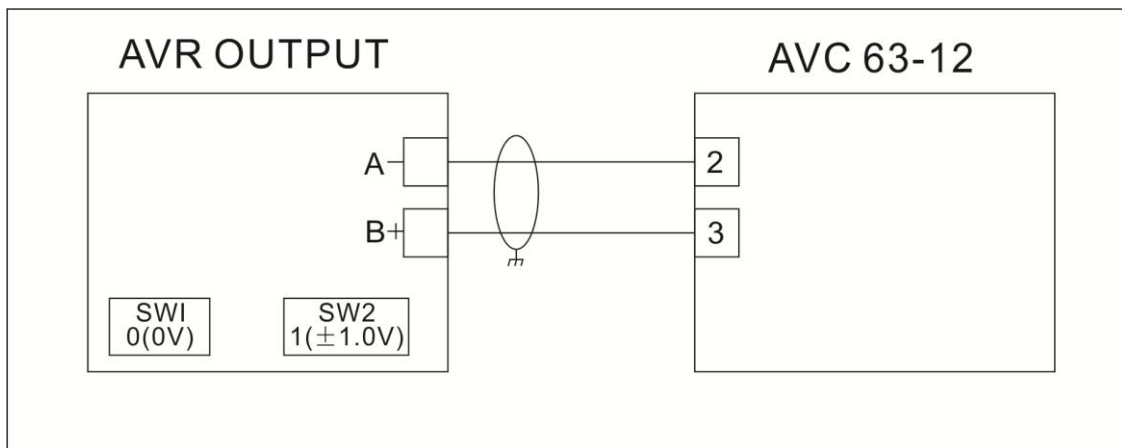 AVR OUTPUT
AVC 63-12
A−
2
B+
3
SWI
0(0V)
SW2
1(±1.0V)